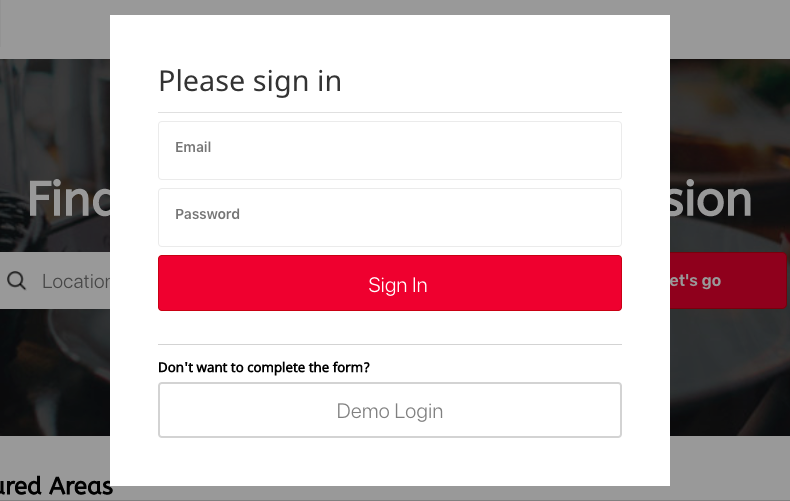 Please sign in
Email
Password
Find
sion
Location
Sign In
et's go
Don't want to complete the form?
Demo Login
ured Areas